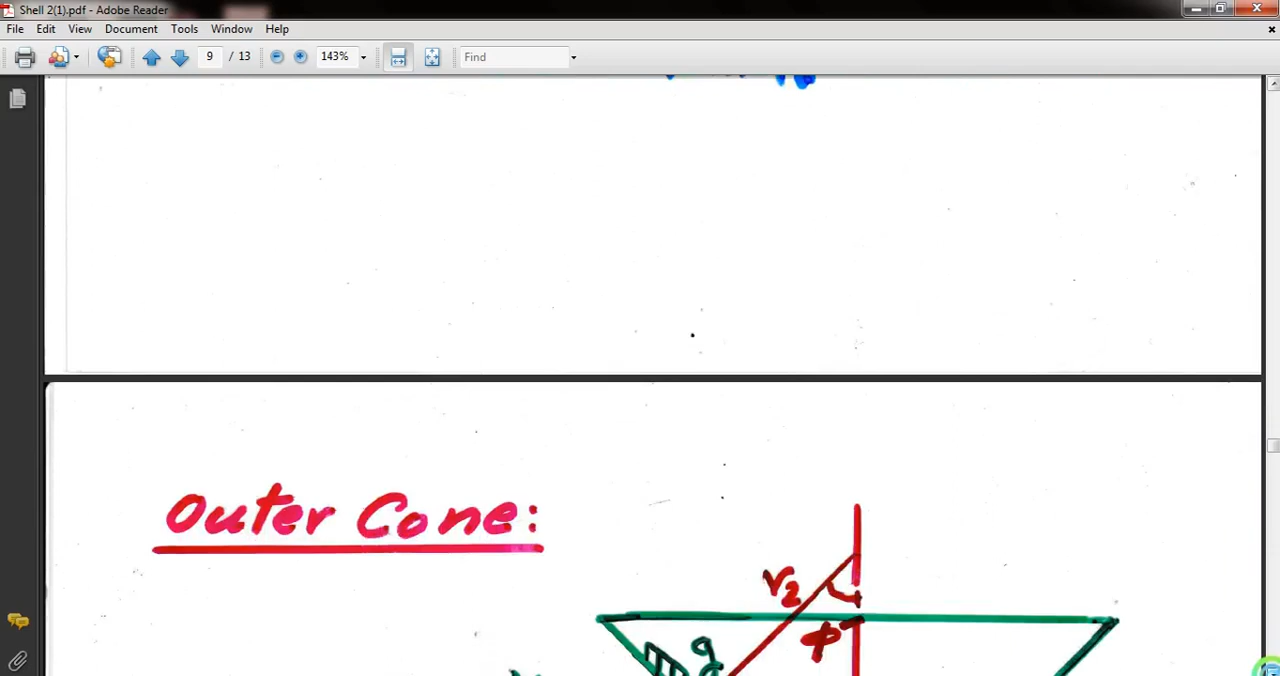 Shell 2(1).pdf - Adobe Reader
File Edit View Document Tools Window Help
9 / 13 143% Find
Outer Cone:
r2
φ